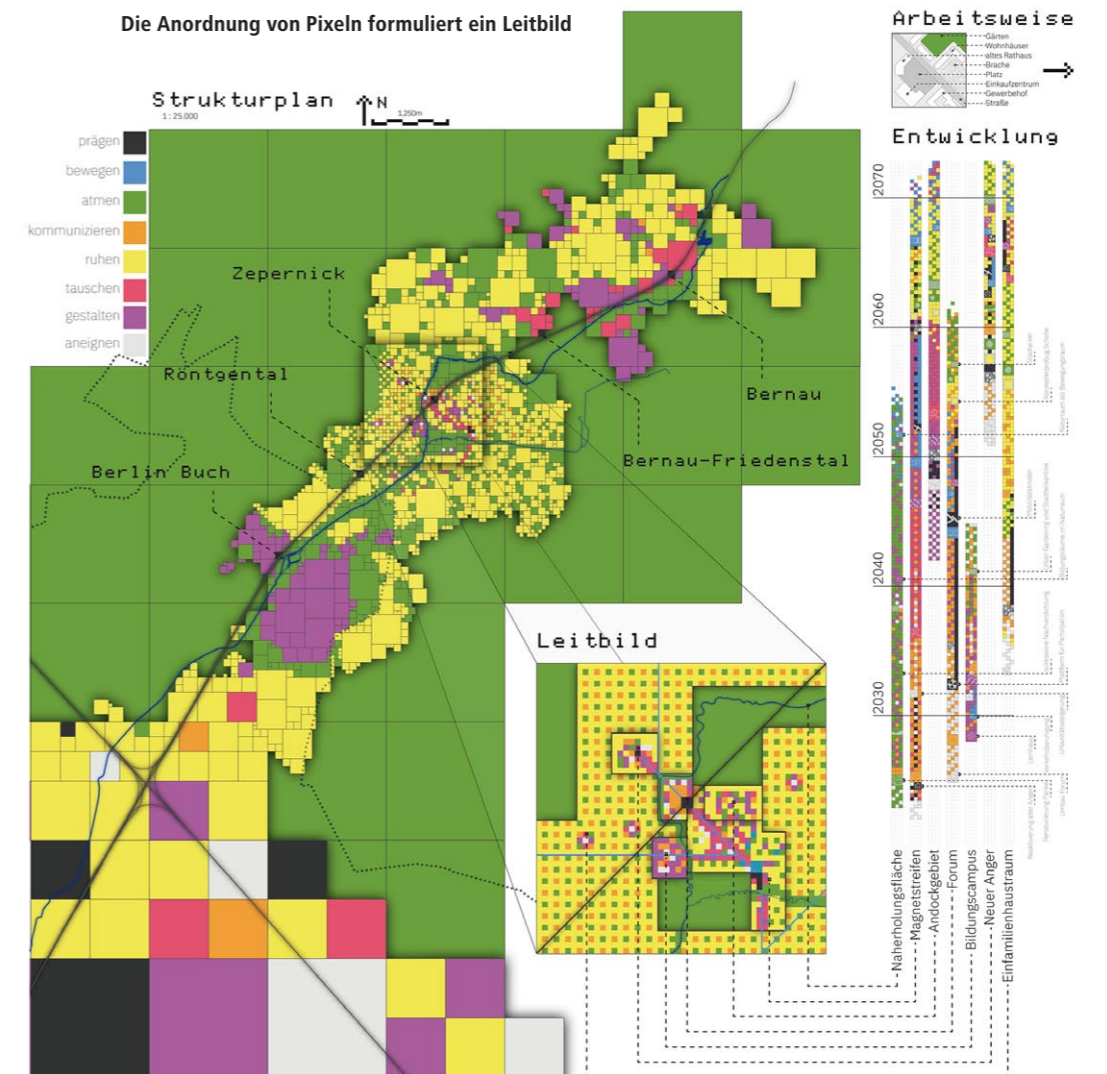 Die Anordnung von Pixeln formuliert ein Leitbild
Strukturplan
N
1:25.000
1.250m
prägen
bewegen
atmen
kommunizieren
ruhen
tauschen
gestalten
aneignen
Zepernick
Röntgental
Berlin Buch
Bernau
Bernau-Friedenstal
Leitbild
Arbeitsweise
Gärten
Wohnhäuser
altes Rathaus
Brache
Platz
Einkaufzentrum
Gewerbehof
Straße
Entwicklung
2070
2060
2050
2040
2030
Naherholungsfläche
Magnetstreifen
Andockgebiet
Forum
Bildungscampus
Neuer Anger
Einfamilienhaustraum